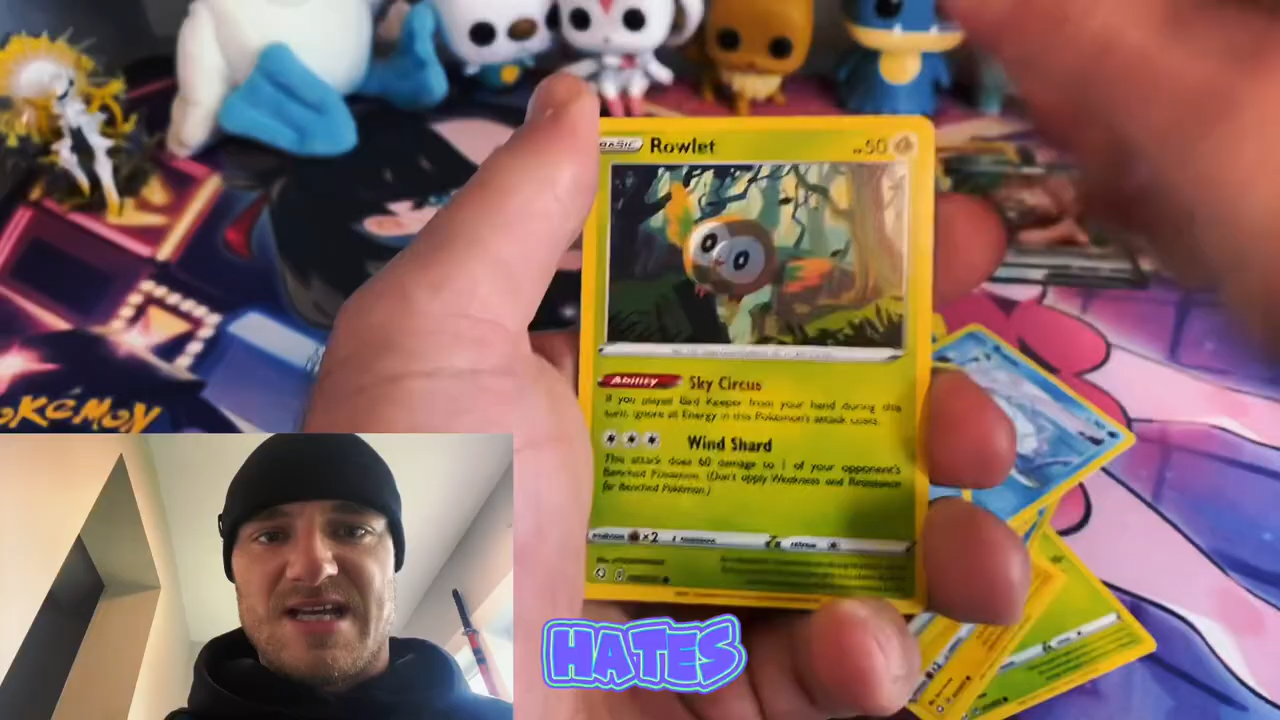 BASIC Rowlet HP 50
Ability Sky Circus
If you played Bird Keeper from your hand during this
turn, ignore all Energy in this Pokémon's attack costs.
Wind Shard
This attack does 60 damage to 1 of your opponent's
Benched Pokémon. (Don't apply Weakness and Resistance
for Benched Pokémon.)
×2
POKÉMON
HATES